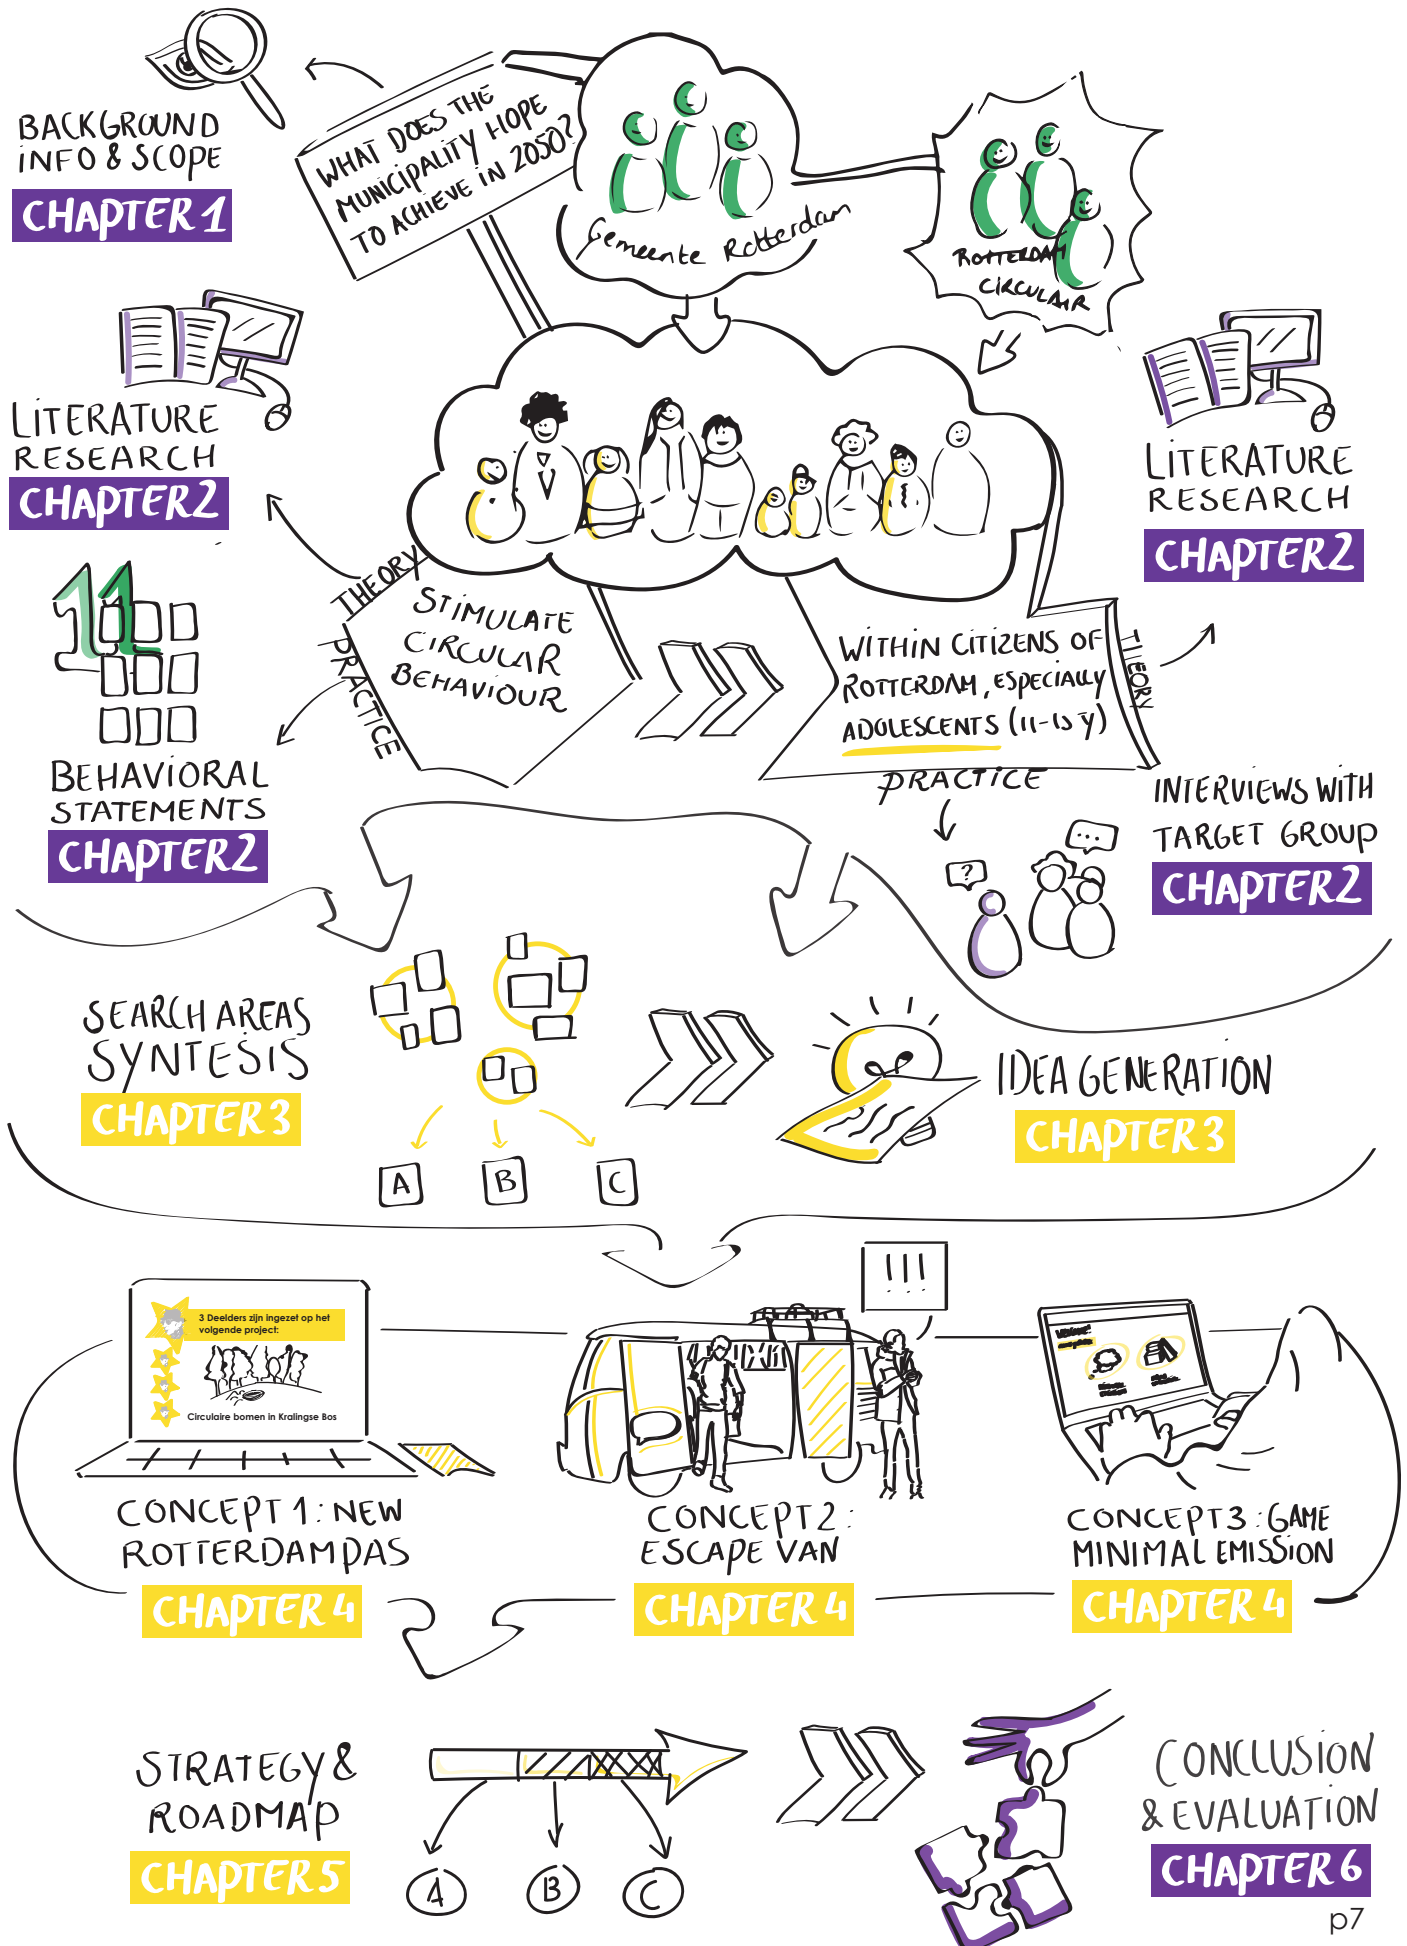 BACKGROUND
INFO & SCOPE
CHAPTER 1
WHAT DOES THE
MUNICIPALITY HOPE
TO ACHIEVE IN 2050?
Gemeente Rotterdam
ROTTERDAM
CIRCULAIR
LITERATURE
RESEARCH
CHAPTER 2
LITERATURE
RESEARCH
CHAPTER 2
THEORY
PRACTICE
STIMULATE
CIRCULAR
BEHAVIOUR
WITHIN CITIZENS OF
ROTTERDAM, ESPECIALLY
ADOLESCENTS (11-15 Y)
THEORY
PRACTICE
11
BEHAVIORAL
STATEMENTS
CHAPTER 2
INTERVIEWS WITH
TARGET GROUP
CHAPTER 2
?
...
SEARCH AREAS
SYNTESIS
CHAPTER 3
A B C
IDEA GENERATION
CHAPTER 3
3 Deelders zijn ingezet op het
volgende project:
Circulaire bomen in Kralingse Bos
CONCEPT 1: NEW
ROTTERDAMPAS
CHAPTER 4
!!!
CONCEPT 2:
ESCAPE VAN
CHAPTER 4
CONCEPT 3: GAME
MINIMAL EMISSION
CHAPTER 4
STRATEGY &
ROADMAP
CHAPTER 5
A B C
CONCLUSION
& EVALUATION
CHAPTER 6
p7